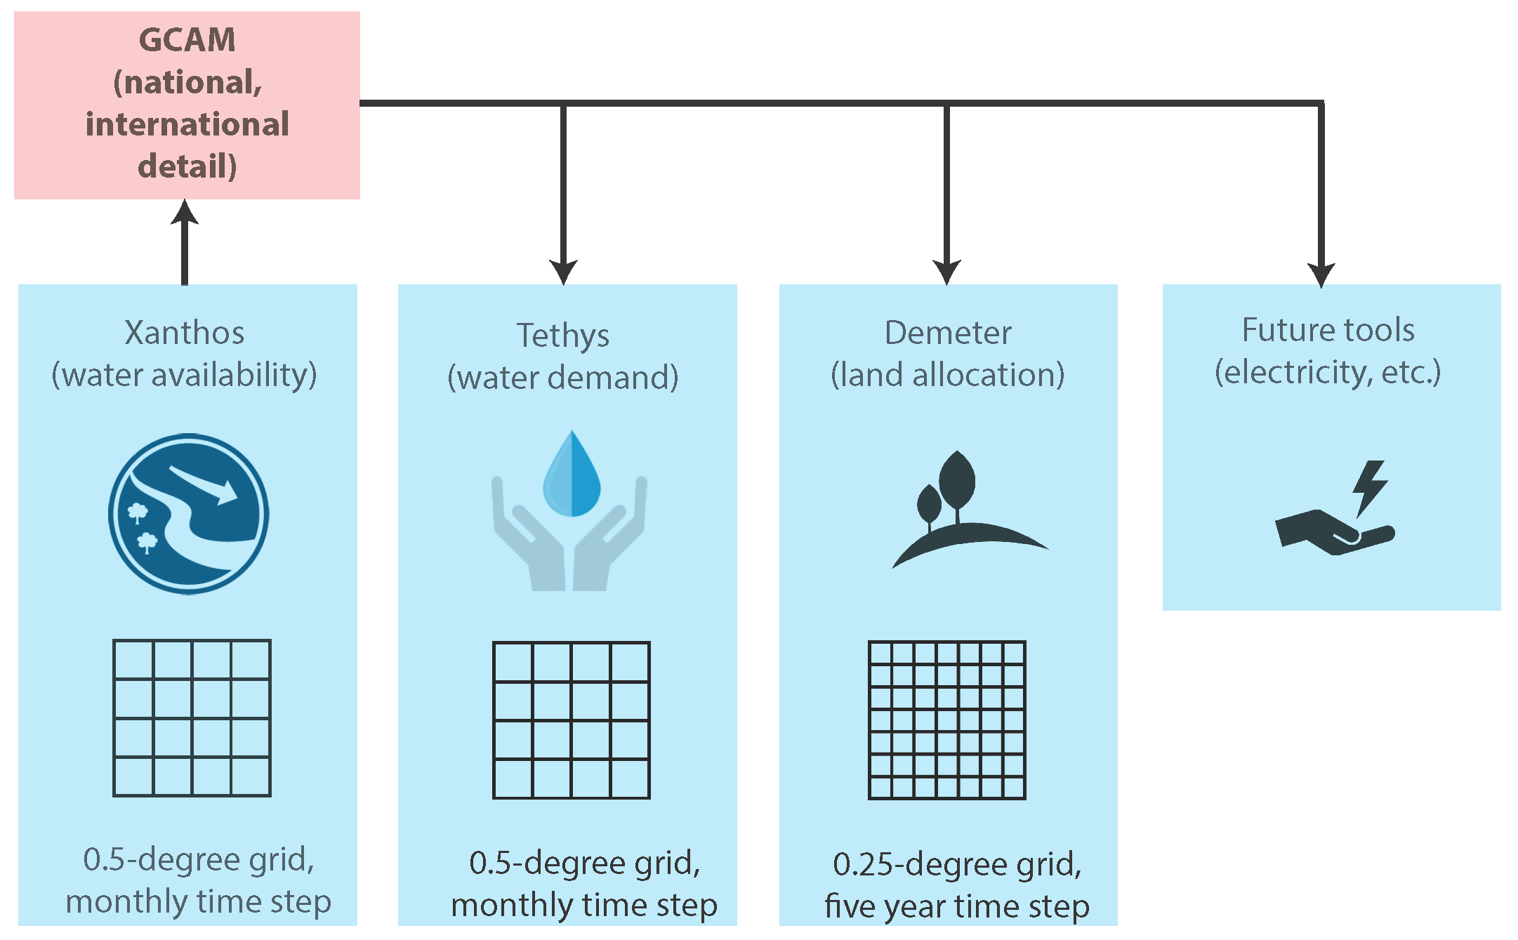 GCAM
(national,
international
detail)
Xanthos
(water availability)
0.5-degree grid,
monthly time step
Tethys
(water demand)
0.5-degree grid,
monthly time step
Demeter
(land allocation)
0.25-degree grid,
five year time step
Future tools
(electricity, etc.)